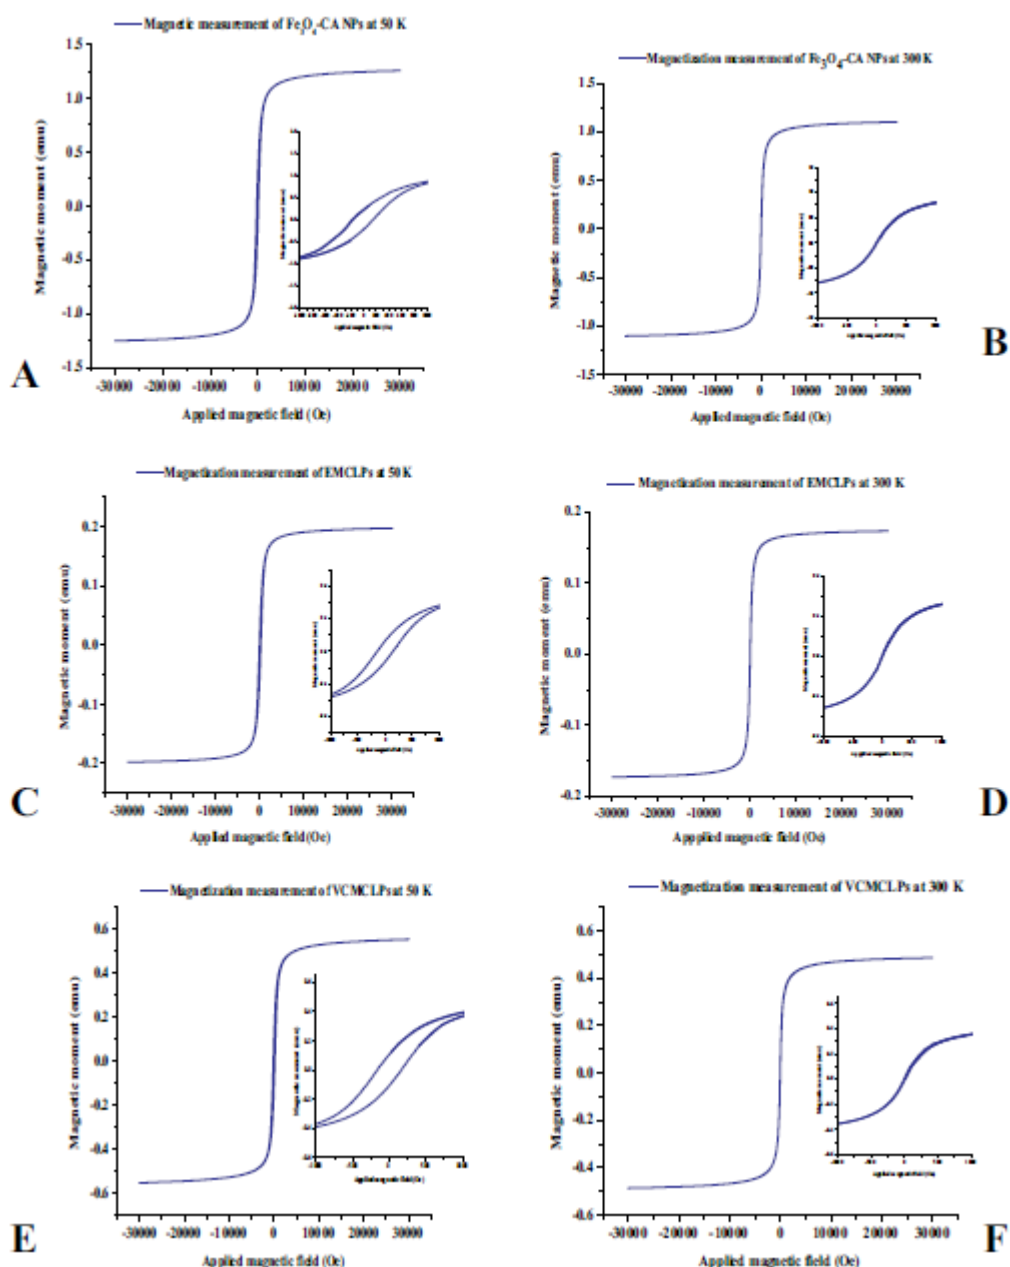 Magnetic measurement of Fe3O4-CA NPs at 50 K
Magnetic moment (emu)
1.5
1.0
0.5
0.0
-0.5
-1.0
-1.5
-30000 -20000 -10000 0 10000 20000 30000
Applied magnetic field (Oe)
A
Magnetization measurement of Fe3O4-CA NPs at 300 K
Magnetic moment (emu)
1.5
1.0
0.5
0.0
-0.5
-1.0
-1.5
-30000 -20000 -10000 0 10000 20000 30000
Applied magnetic field (Oe)
B
Magnetization measurement of EMCLPs at 50 K
Magnetic moment (emu)
0.2
0.1
0.0
-0.1
-0.2
-30000 -20000 -10000 0 10000 20000 30000
Applied magnetic field (Oe)
C
Magnetization measurement of EMCLPs at 300 K
Magnetic moment (emu)
0.2
0.1
0.0
-0.1
-0.2
-30000 -20000 -10000 0 10000 20000 30000
Appplied magnetic field (Oe)
D
Magnetization measurement of VCMCLPs at 50 K
Magnetic moment (emu)
0.6
0.4
0.2
0.0
-0.2
-0.4
-0.6
-30000 -20000 -10000 0 10000 20000 30000
Applied magnetic field (Oe)
E
Magnetization measurement of VCMCLPs at 300 K
Magnetic moment (emu)
0.6
0.4
0.2
0.0
-0.2
-0.4
-0.6
-30000 -20000 -10000 0 10000 20000 30000
Applied magnetic field (Oe)
F